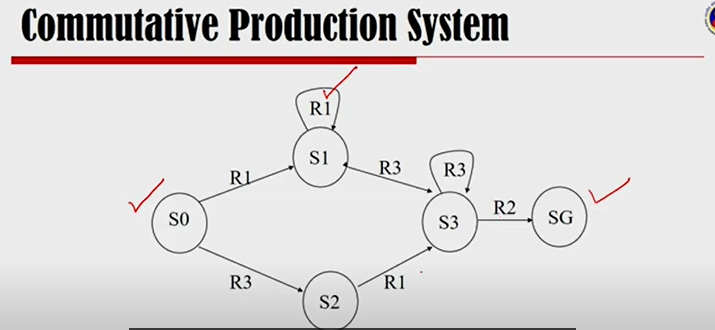 Commutative Production System
R1
S1
R1
R3
R3
S0
S3
R2
SG
R3
R1
S2